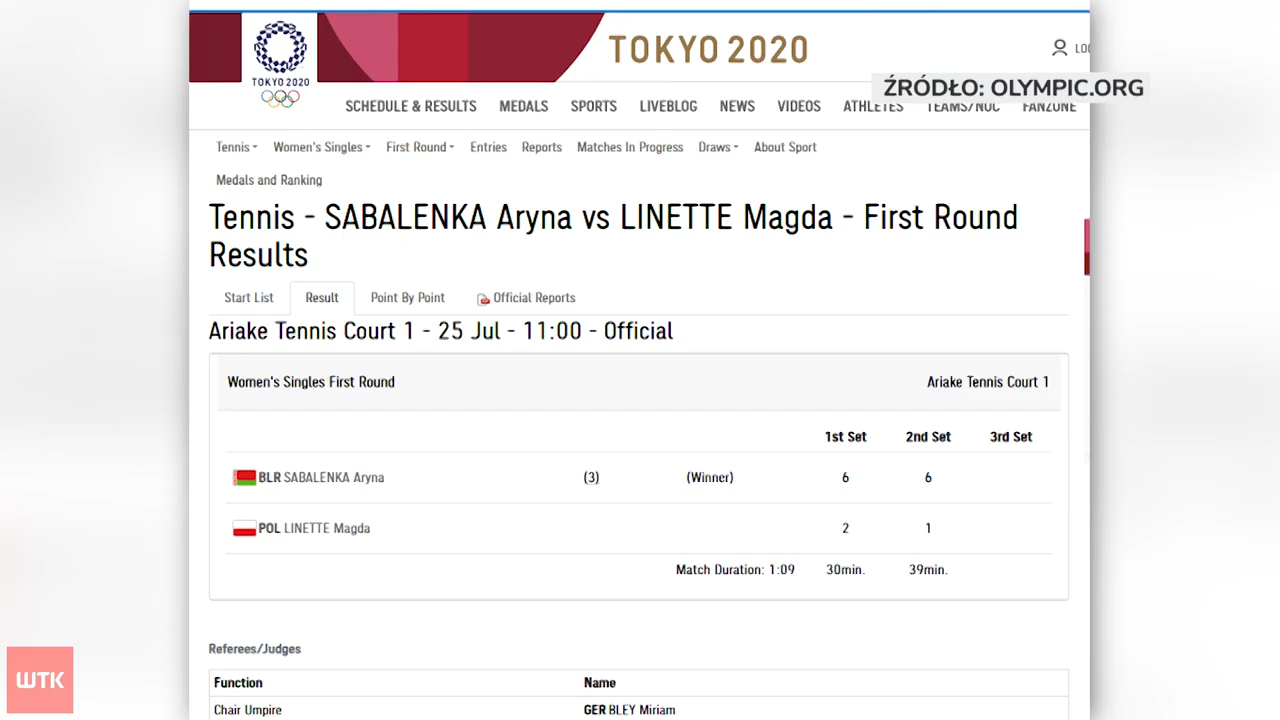 TOKYO 2020
TOKYO 2020
ŹRÓDŁO: OLYMPIC.ORG
SCHEDULE & RESULTS MEDALS SPORTS LIVEBLOG NEWS VIDEOS ATHLETES TEAMS/NOC FANZONE
Tennis Women's Singles First Round Entries Reports Matches In Progress Draws About Sport
Medals and Ranking
Tennis - SABALENKA Aryna vs LINETTE Magda - First Round
Results
Start List Result Point By Point Official Reports
Ariake Tennis Court 1 - 25 Jul - 11:00 - Official
Women's Singles First Round Ariake Tennis Court 1
1st Set 2nd Set 3rd Set
BLR SABALENKA Aryna (3) (Winner) 6 6
POL LINETTE Magda 2 1
Match Duration: 1:09 30min. 39min.
Referees/Judges
Function Name
Chair Umpire GER BLEY Miriam
WTK